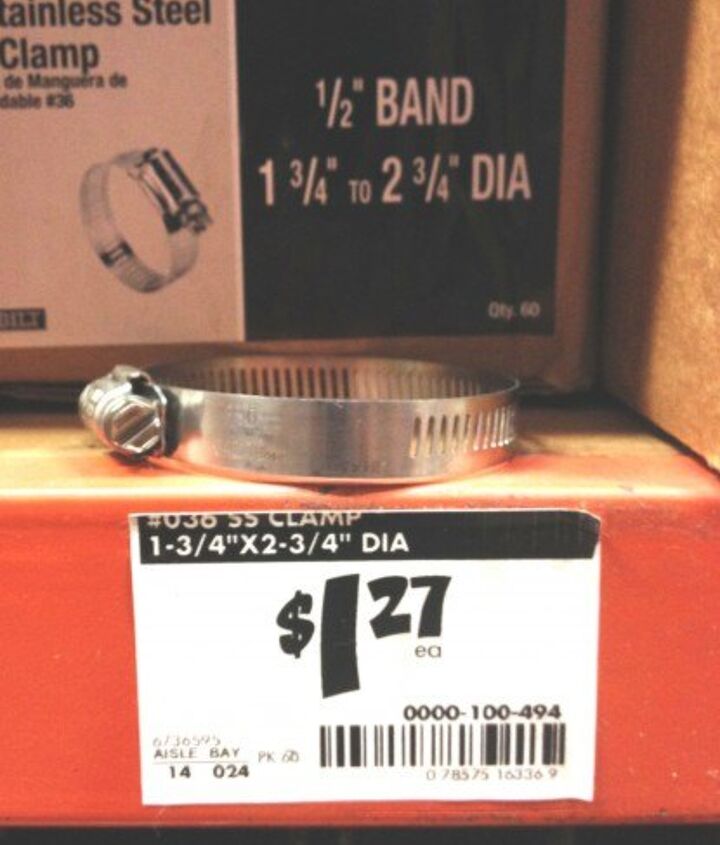 tainless Steel
Clamp
de Manguera de
dable #36
1/2" BAND
1 3/4" TO 2 3/4" DIA
Qty. 60
BILT
#036 SS CLAMP
1-3/4"X2-3/4" DIA
$1 27
ea
0000-100-494
6736595
AISLE BAY PK 60
14 024
0 78575 16336 9